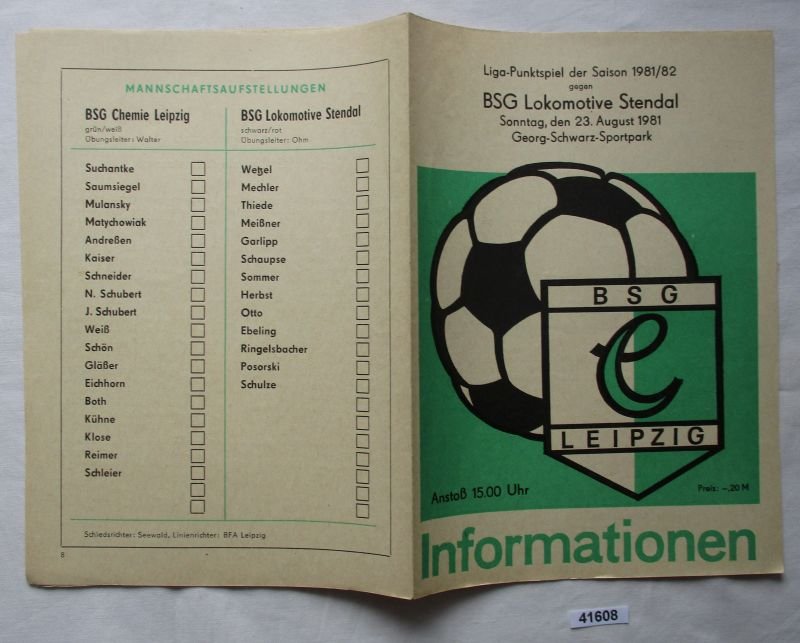 MANNSCHAFTSAUFSTELLUNGEN
BSG Chemie Leipzig
grün/weiß
Übungsleiter: Walter
Suchantke
Saumsiegel
Mulansky
Matychowiak
Andreßen
Kaiser
Schneider
N. Schubert
J. Schubert
Weiß
Schön
Gläßer
Eichhorn
Both
Kühne
Klose
Reimer
Schleier
BSG Lokomotive Stendal
schwarz/rot
Übungsleiter: Ohm
Wetzel
Mechler
Thiede
Meißner
Garlipp
Schaupse
Sommer
Herbst
Otto
Ebeling
Ringelsbacher
Posorski
Schulze
Schiedsrichter: Seewald, Linienrichter: BFA Leipzig
8
Liga-Punktspiel der Saison 1981/82
gegen
BSG Lokomotive Stendal
Sonntag, den 23. August 1981
Georg-Schwarz-Sportpark
BSG
C
LEIPZIG
Anstoß 15.00 Uhr
Preis: –,20 M
Informationen
41608